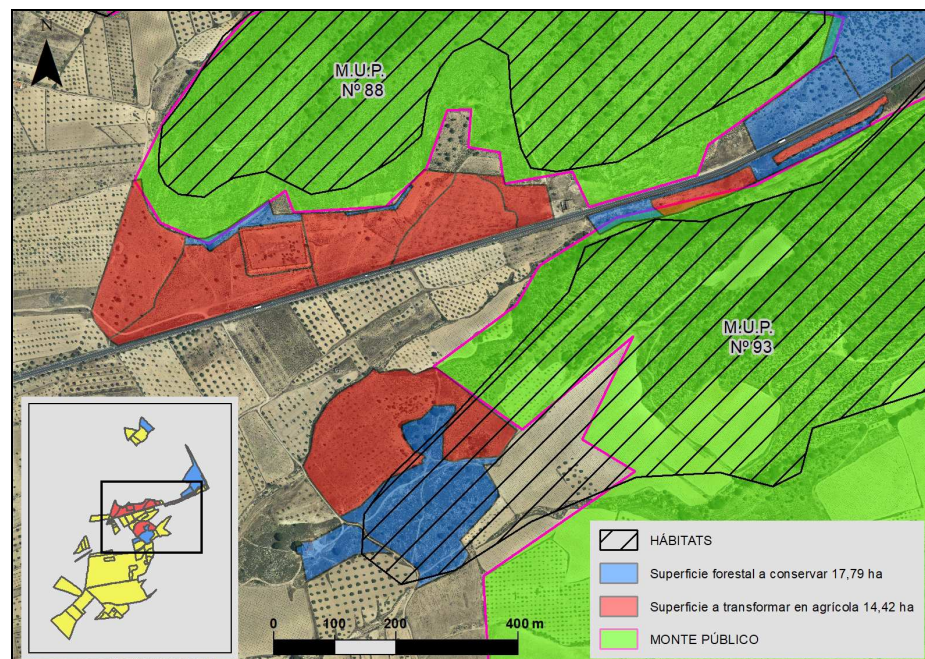 N
M.U.P.
Nº 88
M.U.P.
Nº 93
HÁBITATS
Superficie forestal a conservar 17,79 ha
Superficie a transformar en agrícola 14,42 ha
MONTE PÚBLICO
0 100 200 400 m